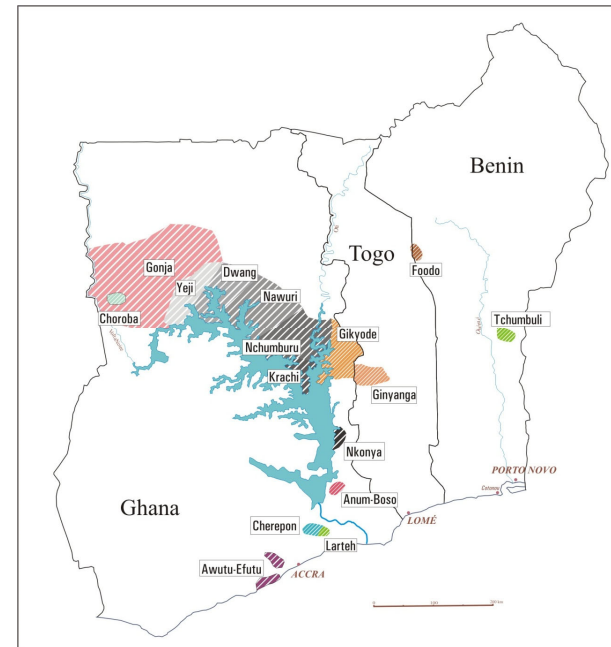 Benin
Togo
Gonja
Dwang
Foodo
Yeji
Nawuri
Choroba
Tchumbuli
Gikyode
Nchumburu
Krachi
Ginyanga
Nkonya
PORTO NOVO
Cotonou
Anum-Boso
Ghana
LOMÉ
Cherepon
Larteh
Awutu-Efutu
ACCRA
0